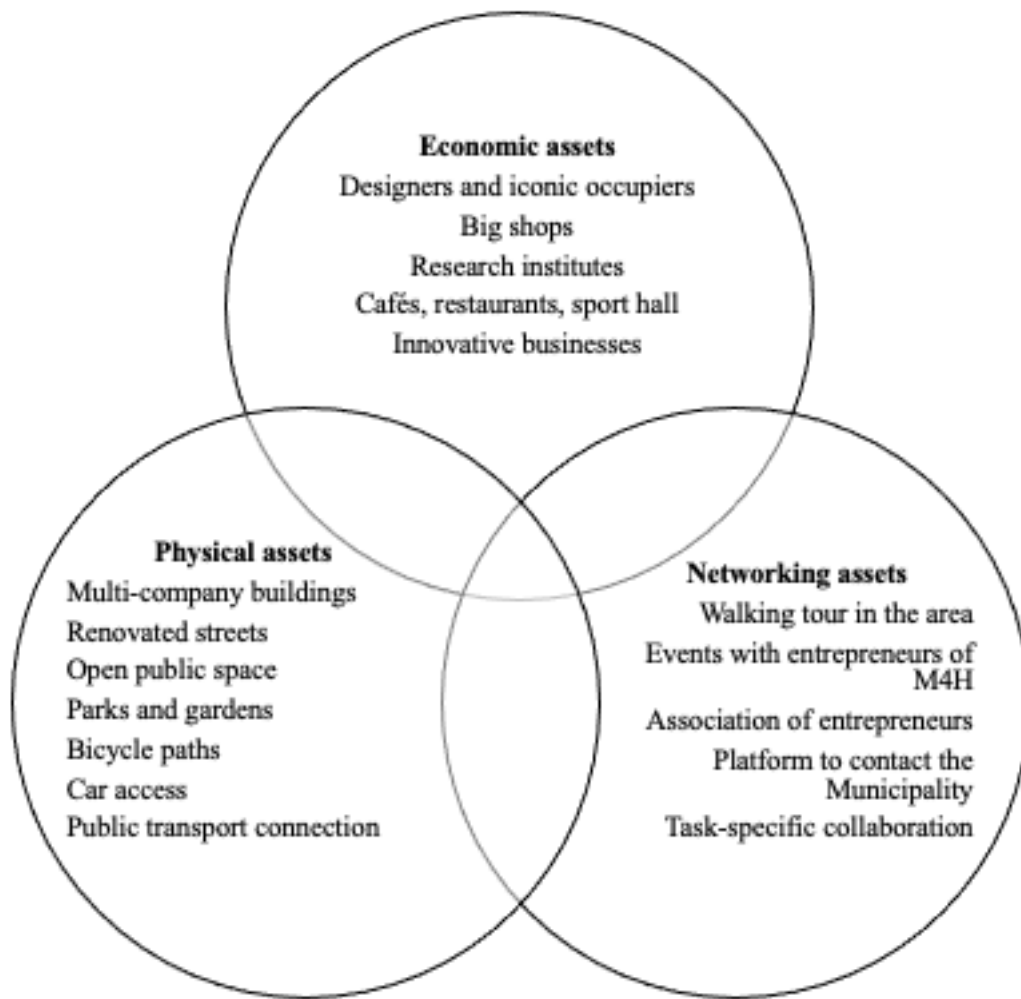 Economic assets
Designers and iconic occupiers
Big shops
Research institutes
Cafés, restaurants, sport hall
Innovative businesses
Physical assets
Multi-company buildings
Renovated streets
Open public space
Parks and gardens
Bicycle paths
Car access
Public transport connection
Networking assets
Walking tour in the area
Events with entrepreneurs of
M4H
Association of entrepreneurs
Platform to contact the
Municipality
Task-specific collaboration